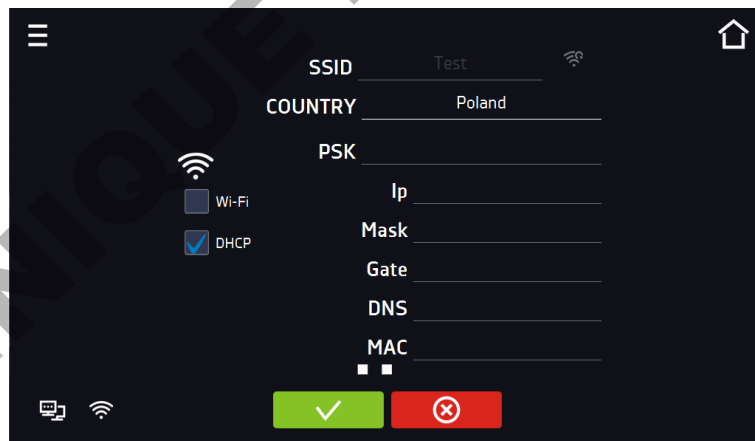 SSID Test
COUNTRY Poland
PSK
Ip
Wi-Fi
Mask
DHCP
Gate
DNS
MAC